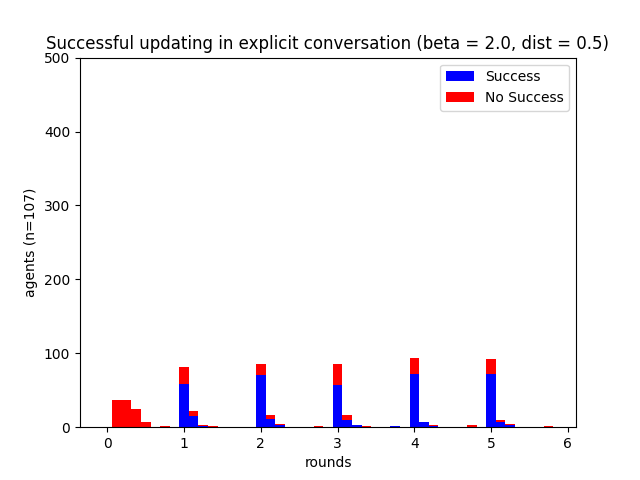 Successful updating in explicit conversation (beta = 2.0, dist = 0.5)
500
400
300
200
100
0
agents (n=107)
Success
No Success
0 1 2 3 4 5 6
rounds